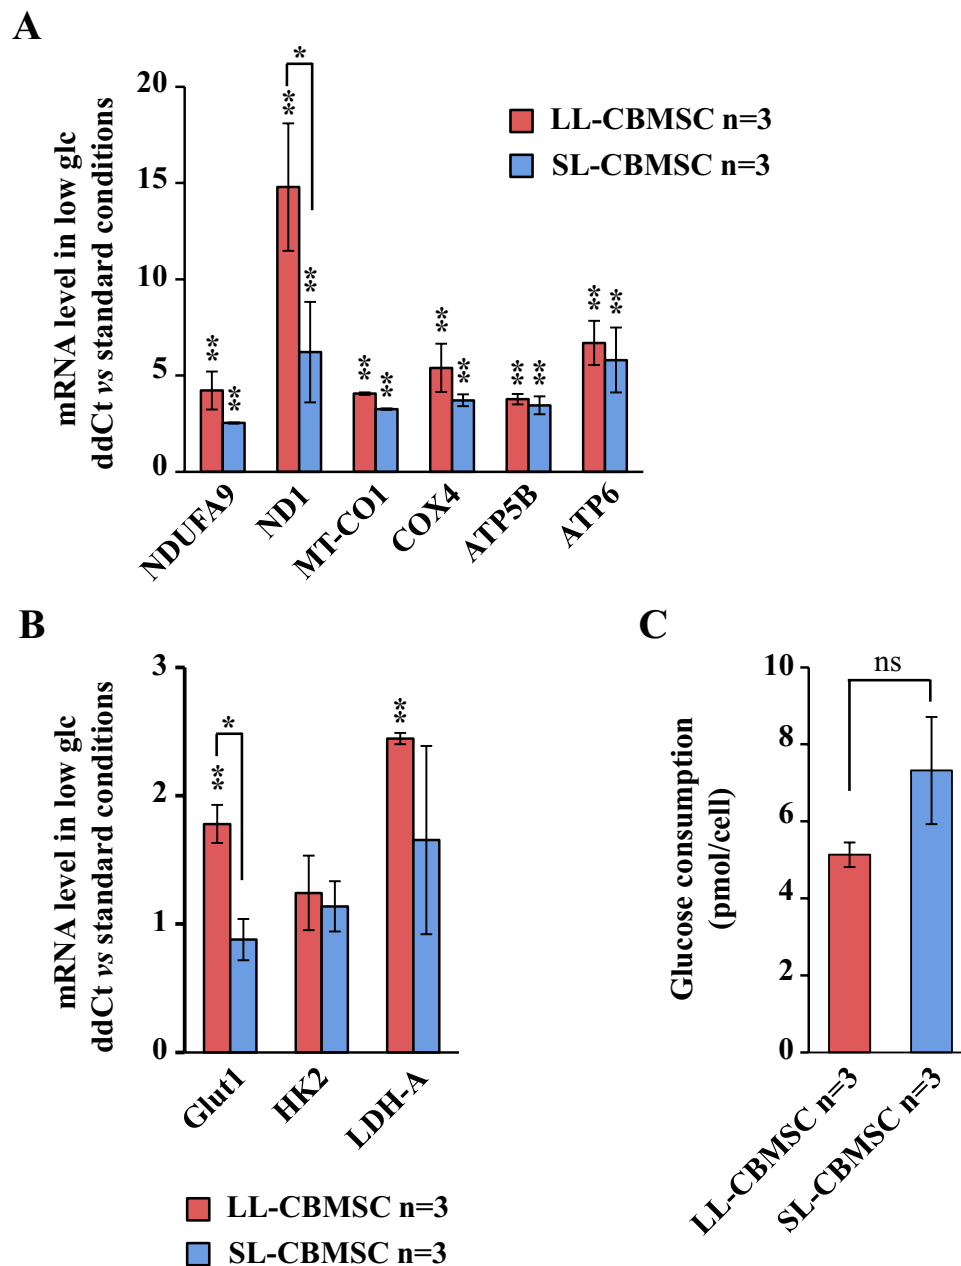 A
mRNA level in low glc
ddCt vs standard conditions
20
15
10
5
0
*
**
**
**
**
**
**
**
**
**
**
**
**
LL-CBMSC n=3
SL-CBMSC n=3
NDUFA9
ND1
MT-CO1
COX4
ATP5B
ATP6
B
mRNA level in low glc
ddCt vs standard conditions
3
2
1
0
*
**
**
Glut1
HK2
LDH-A
LL-CBMSC n=3
SL-CBMSC n=3
C
Glucose consumption
(pmol/cell)
10
8
6
4
2
0
ns
LL-CBMSC n=3
SL-CBMSC n=3